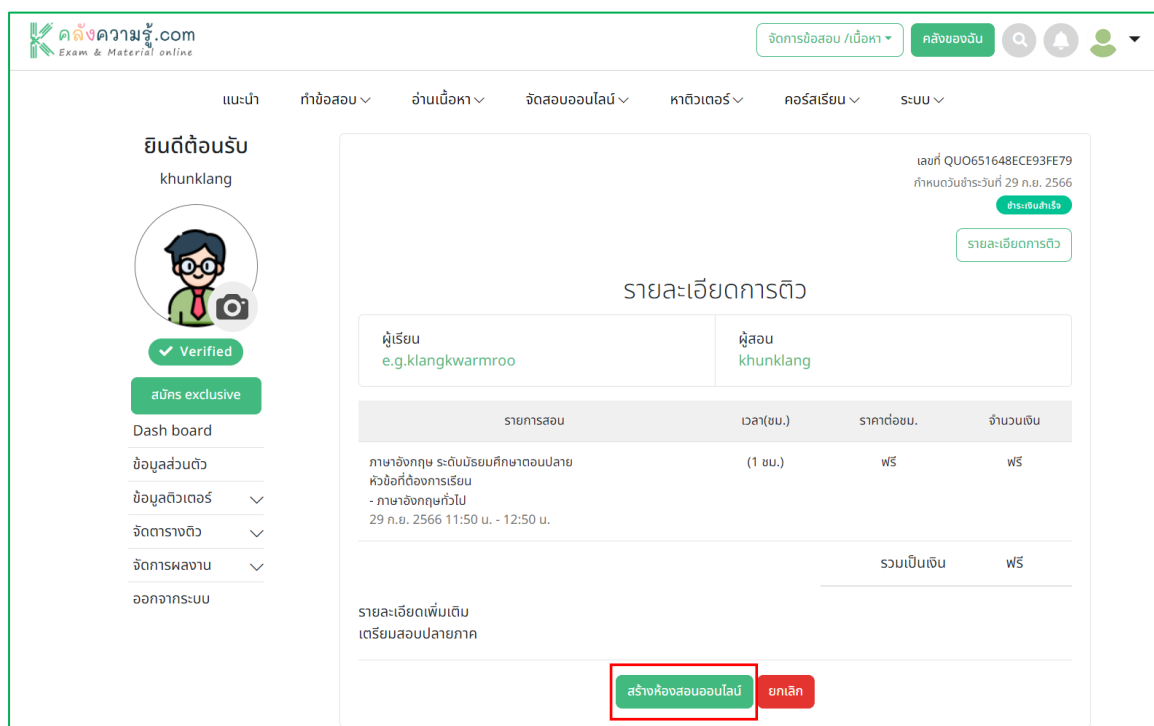 คลังความรู้.com
Exam & Material online
จัดการข้อสอบ /เนื้อหา
คลังของฉัน
แนะนำ ทำข้อสอบ อ่านเนื้อหา จัดสอบออนไลน์ หาติวเตอร์ คอร์สเรียน ระบบ
ยินดีต้อนรับ
khunklang
Verified
สมัคร exclusive
Dash board
ข้อมูลส่วนตัว
ข้อมูลติวเตอร์
จัดตารางติว
จัดการผลงาน
ออกจากระบบ
เลขที่ QUO651648ECE93FE79
กำหนดวันชำระวันที่ 29 ก.ย. 2566
ชำระเงินสำเร็จ
รายละเอียดการติว
รายละเอียดการติว
ผู้เรียน
e.g.klangkwarmroo
ผู้สอน
khunklang
รายการสอน เวลา(ชม.) ราคาต่อชม. จำนวนเงิน
ภาษาอังกฤษ ระดับมัธยมศึกษาตอนปลาย (1 ชม.) ฟรี ฟรี
หัวข้อที่ต้องการเรียน
- ภาษาอังกฤษทั่วไป
29 ก.ย. 2566 11:50 น. - 12:50 น.
รวมเป็นเงิน ฟรี
รายละเอียดเพิ่มเติม
เตรียมสอบปลายภาค
สร้างห้องสอนออนไลน์ ยกเลิก